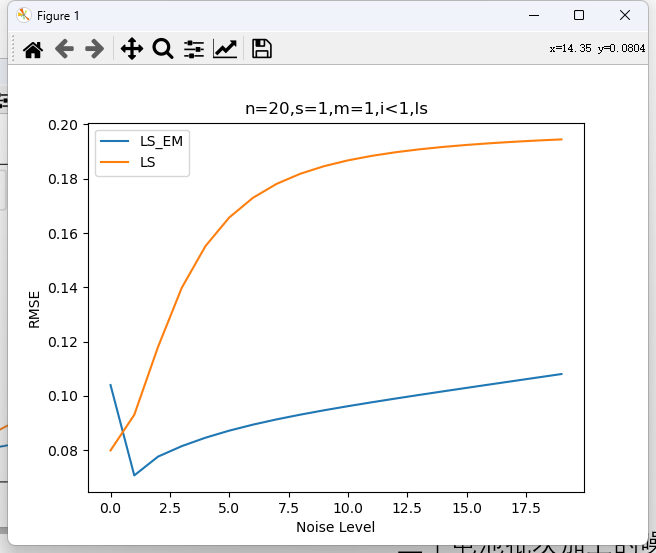 Figure 1
x=14.35 y=0.0804
n=20,s=1,m=1,i<1,ls
LS_EM
LS
0.20
0.18
0.16
0.14
0.12
0.10
0.08
RMSE
0.0 2.5 5.0 7.5 10.0 12.5 15.0 17.5
Noise Level